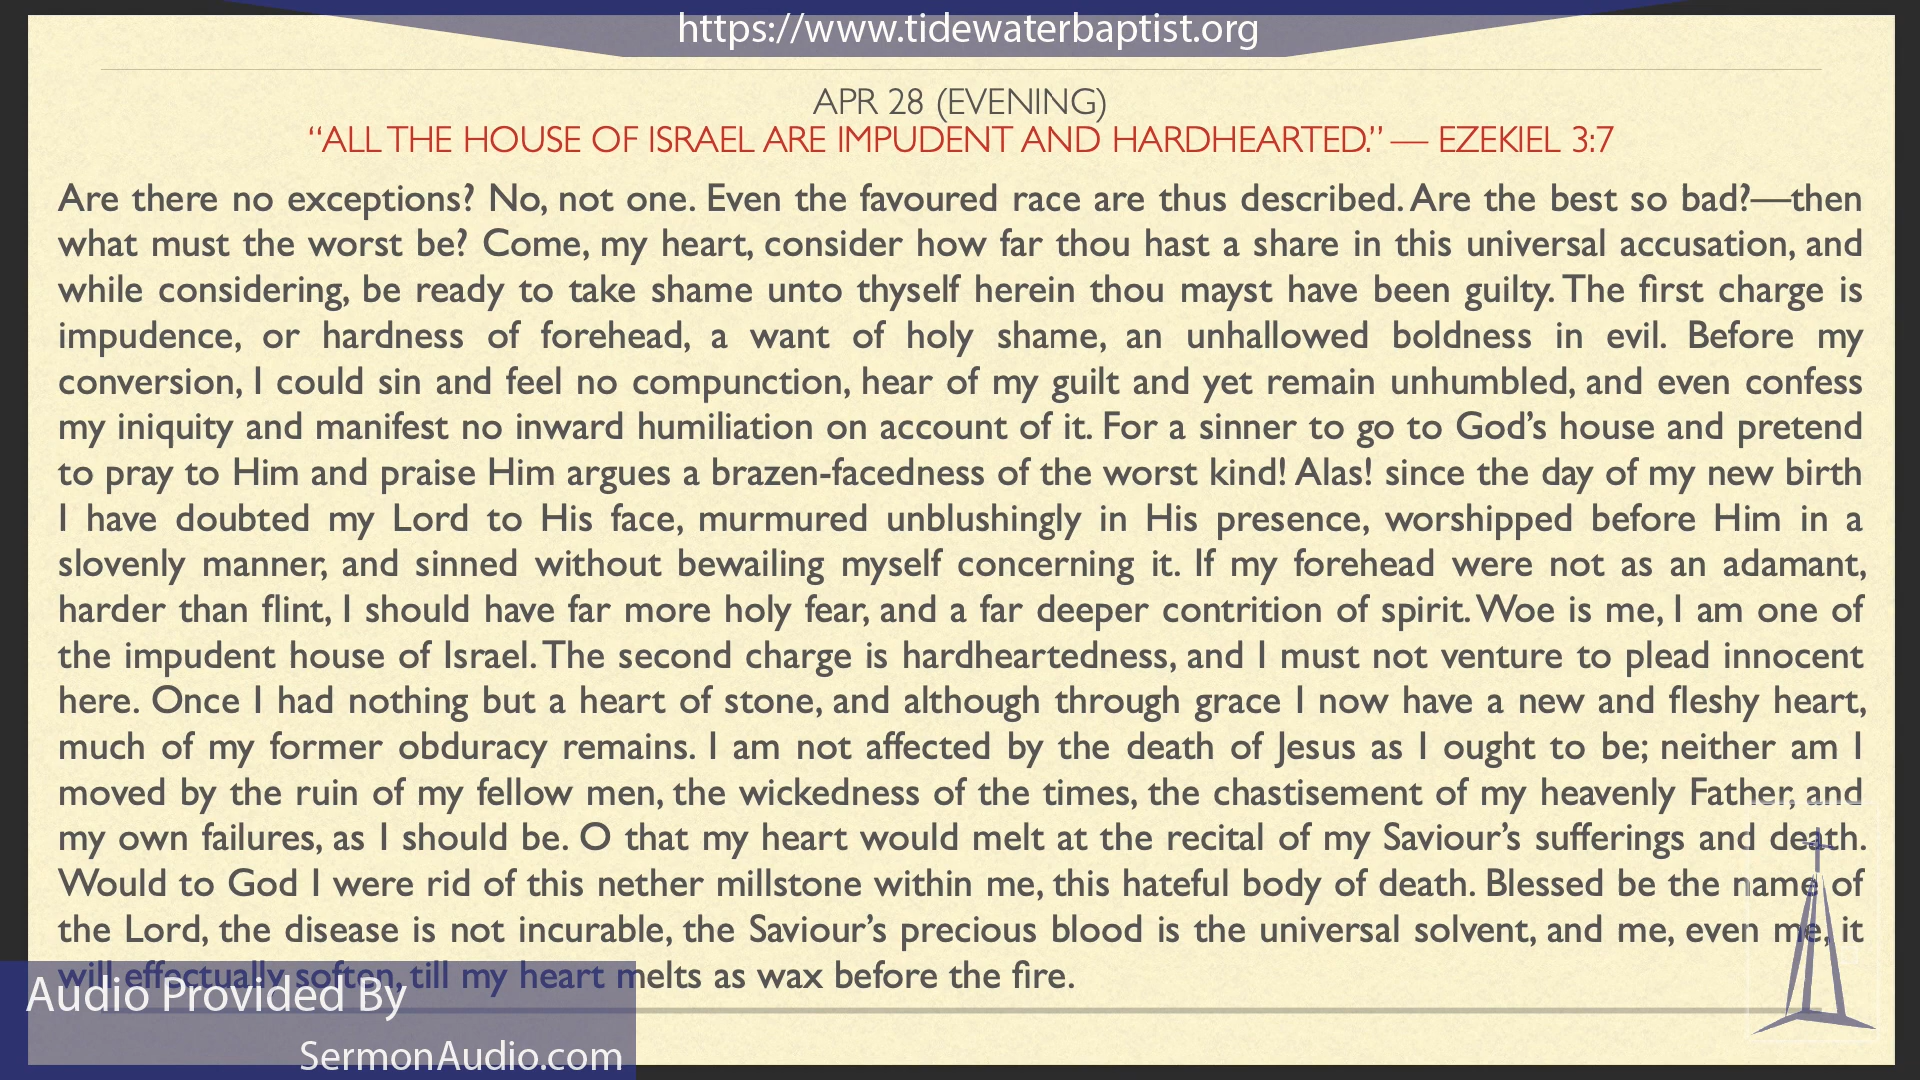 https://www.tidewaterbaptist.org
APR 28 (EVENING)
“ALL THE HOUSE OF ISRAEL ARE IMPUDENT AND HARDHEARTED.” — EZEKIEL 3:7
Are there no exceptions? No, not one. Even the favoured race are thus described. Are the best so bad?—then
what must the worst be? Come, my heart, consider how far thou hast a share in this universal accusation, and
while considering, be ready to take shame unto thyself herein thou mayst have been guilty. The first charge is
impudence, or hardness of forehead, a want of holy shame, an unhallowed boldness in evil. Before my
conversion, I could sin and feel no compunction, hear of my guilt and yet remain unhumbled, and even confess
my iniquity and manifest no inward humiliation on account of it. For a sinner to go to God’s house and pretend
to pray to Him and praise Him argues a brazen-facedness of the worst kind! Alas! since the day of my new birth
I have doubted my Lord to His face, murmured unblushingly in His presence, worshipped before Him in a
slovenly manner, and sinned without bewailing myself concerning it. If my forehead were not as an adamant,
harder than flint, I should have far more holy fear, and a far deeper contrition of spirit. Woe is me, I am one of
the impudent house of Israel. The second charge is hardheartedness, and I must not venture to plead innocent
here. Once I had nothing but a heart of stone, and although through grace I now have a new and fleshy heart,
much of my former obduracy remains. I am not affected by the death of Jesus as I ought to be; neither am I
moved by the ruin of my fellow men, the wickedness of the times, the chastisement of my heavenly Father, and
my own failures, as I should be. O that my heart would melt at the recital of my Saviour’s sufferings and death.
Would to God I were rid of this nether millstone within me, this hateful body of death. Blessed be the name of
the Lord, the disease is not incurable, the Saviour’s precious blood is the universal solvent, and me, even me, it
will effectually soften, till my heart melts as wax before the fire.
Audio Provided By
SermonAudio.com